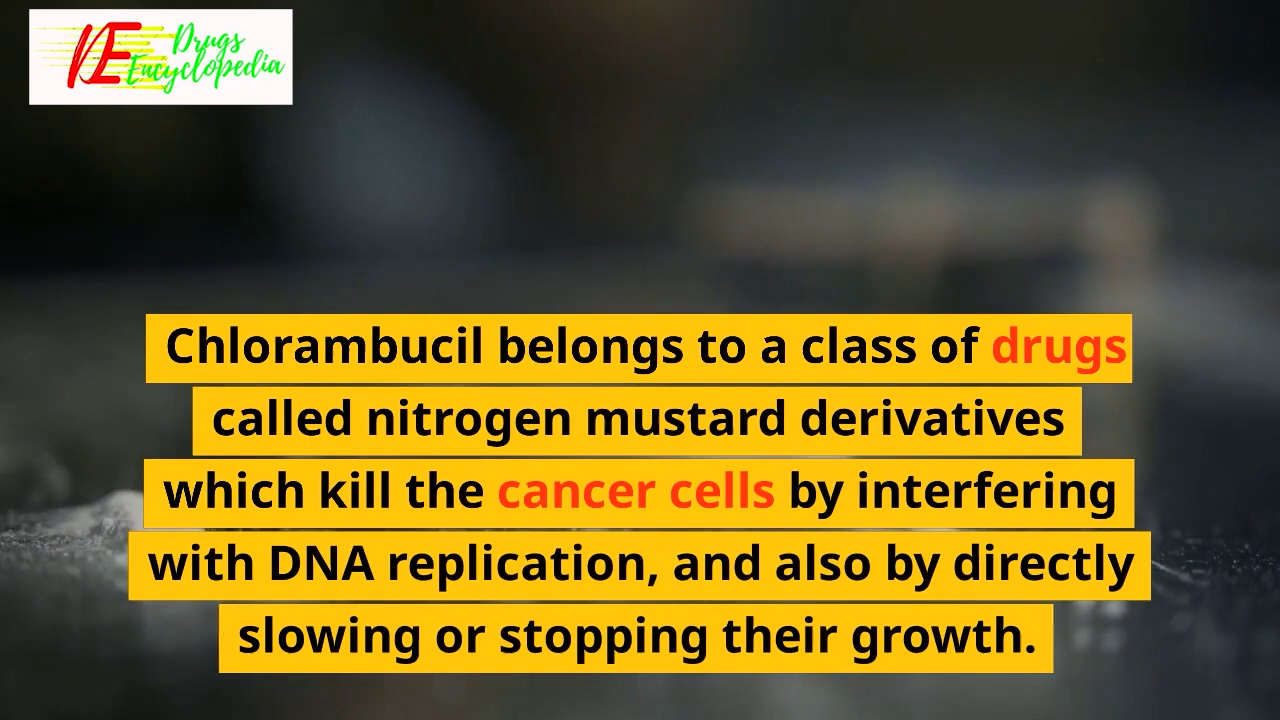 DE Drugs
Encyclopedia
Chlorambucil belongs to a class of drugs
called nitrogen mustard derivatives
which kill the cancer cells by interfering
with DNA replication, and also by directly
slowing or stopping their growth.